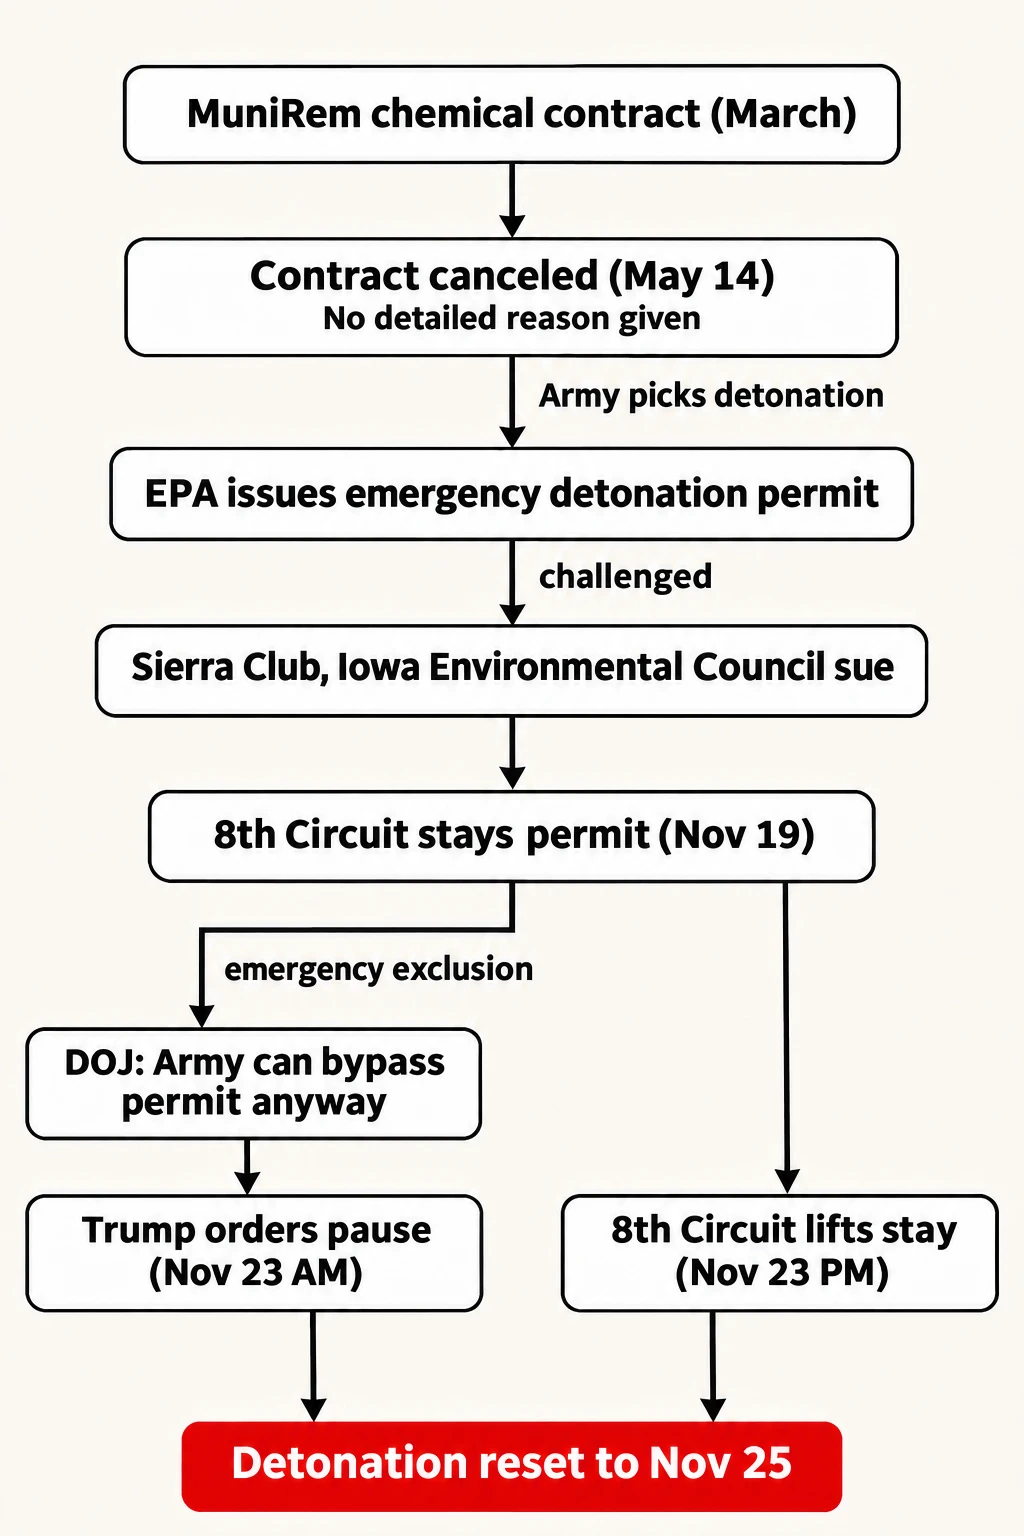 MuniRem chemical contract (March)
Contract canceled (May 14)
No detailed reason given
Army picks detonation
EPA issues emergency detonation permit
challenged
Sierra Club, Iowa Environmental Council sue
8th Circuit stays permit (Nov 19)
emergency exclusion
DOJ: Army can bypass
permit anyway
Trump orders pause
(Nov 23 AM)
8th Circuit lifts stay
(Nov 23 PM)
Detonation reset to Nov 25